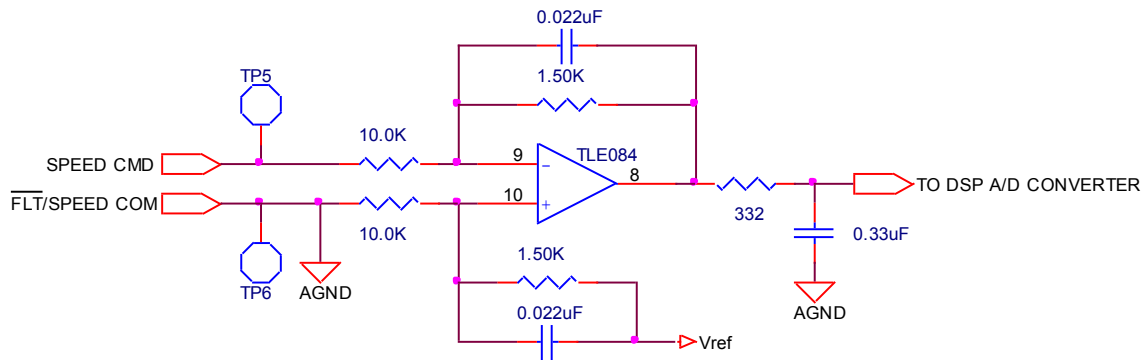 0.022uF
1.50K
TP5
10.0K
TLE084
SPEED CMD
9
8
TO DSP A/D CONVERTER
FLT/SPEED COM
10
10.0K
332
0.33uF
1.50K
TP6
AGND
AGND
0.022uF
Vref